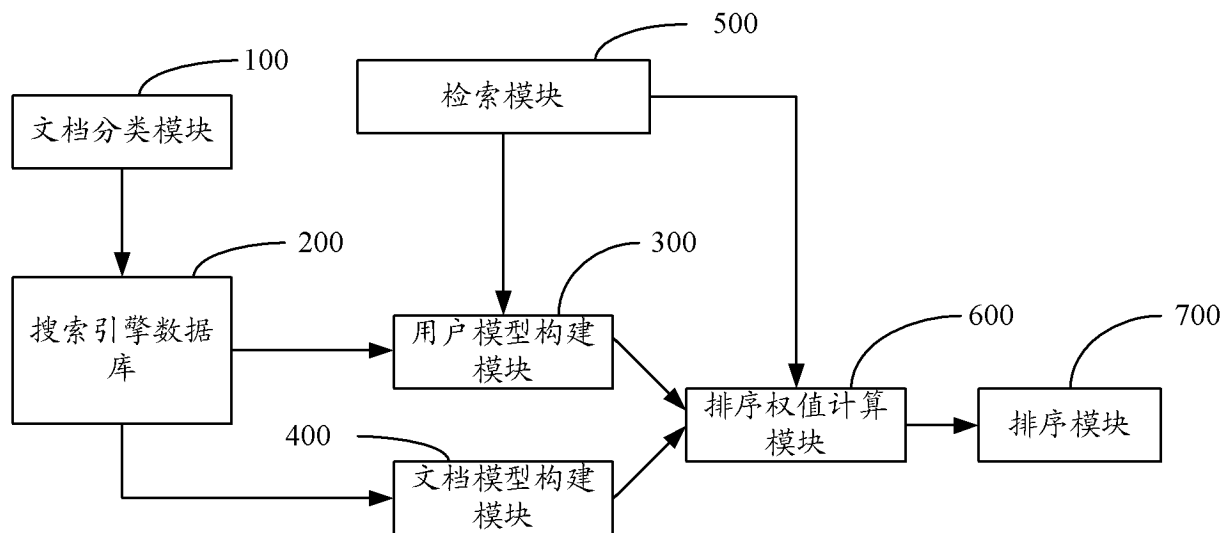 500
100
检索模块
文档分类模块
200
300
搜索引擎数据
库
用户模型构建
模块
600
700
排序权值计算
模块
排序模块
400
文档模型构建
模块